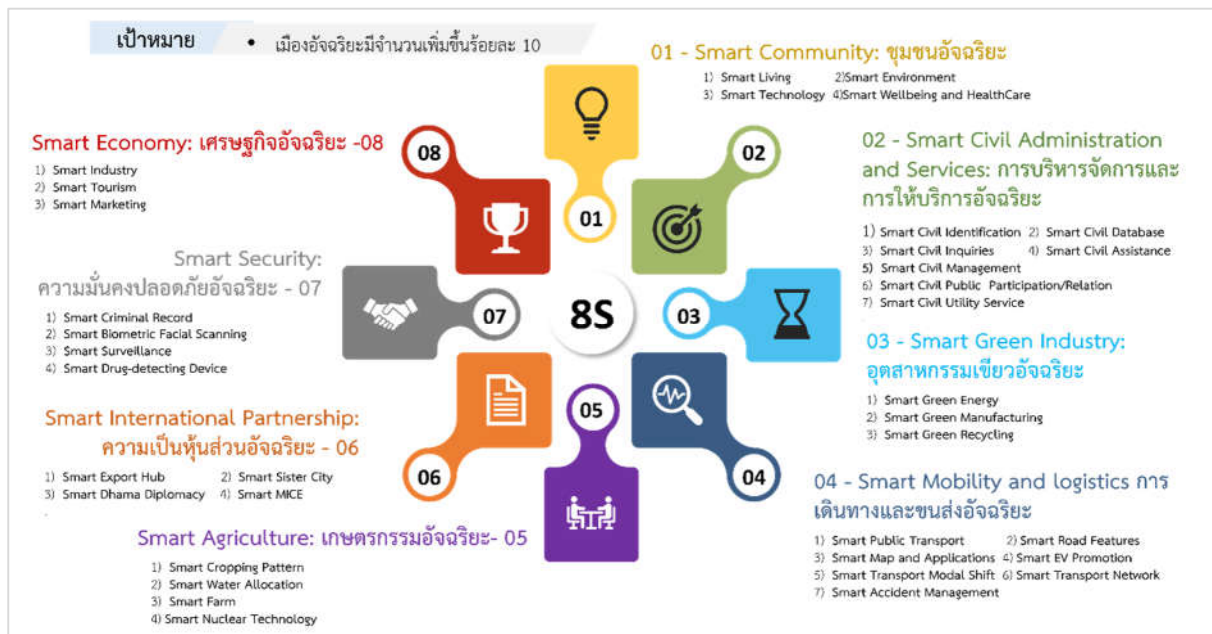 เป้าหมาย
• เมืองอัจฉริยะมีจำนวนเพิ่มขึ้นร้อยละ 10
01 - Smart Community: ชุมชนอัจฉริยะ
1) Smart Living 2)Smart Environment
3) Smart Technology 4)Smart Wellbeing and HealthCare
02 - Smart Civil Administration
and Services: การบริหารจัดการและ
การให้บริการอัจฉริยะ
1) Smart Civil Identification 2) Smart Civil Database
3) Smart Civil Inquiries 4) Smart Civil Assistance
5) Smart Civil Management
6) Smart Civil Public Participation/Relation
7) Smart Civil Utility Service
03 - Smart Green Industry:
อุตสาหกรรมเขียวอัจฉริยะ
1) Smart Green Energy
2) Smart Green Manufacturing
3) Smart Green Recycling
04 - Smart Mobility and logistics การ
เดินทางและขนส่งอัจฉริยะ
1) Smart Public Transport 2) Smart Road Features
3) Smart Map and Applications 4) Smart EV Promotion
5) Smart Transport Modal Shift 6) Smart Transport Network
7) Smart Accident Management
Smart Agriculture: เกษตรกรรมอัจฉริยะ- 05
1) Smart Cropping Pattern
2) Smart Water Allocation
3) Smart Farm
4) Smart Nuclear Technology
Smart International Partnership:
ความเป็นหุ้นส่วนอัจฉริยะ - 06
1) Smart Export Hub 2) Smart Sister City
3) Smart Dhama Diplomacy 4) Smart MICE
Smart Security:
ความมั่นคงปลอดภัยอัจฉริยะ - 07
1) Smart Criminal Record
2) Smart Biometric Facial Scanning
3) Smart Surveillance
4) Smart Drug-detecting Device
Smart Economy: เศรษฐกิจอัจฉริยะ -08
1) Smart Industry
2) Smart Tourism
3) Smart Marketing
8S
01
02
03
04
05
06
07
08